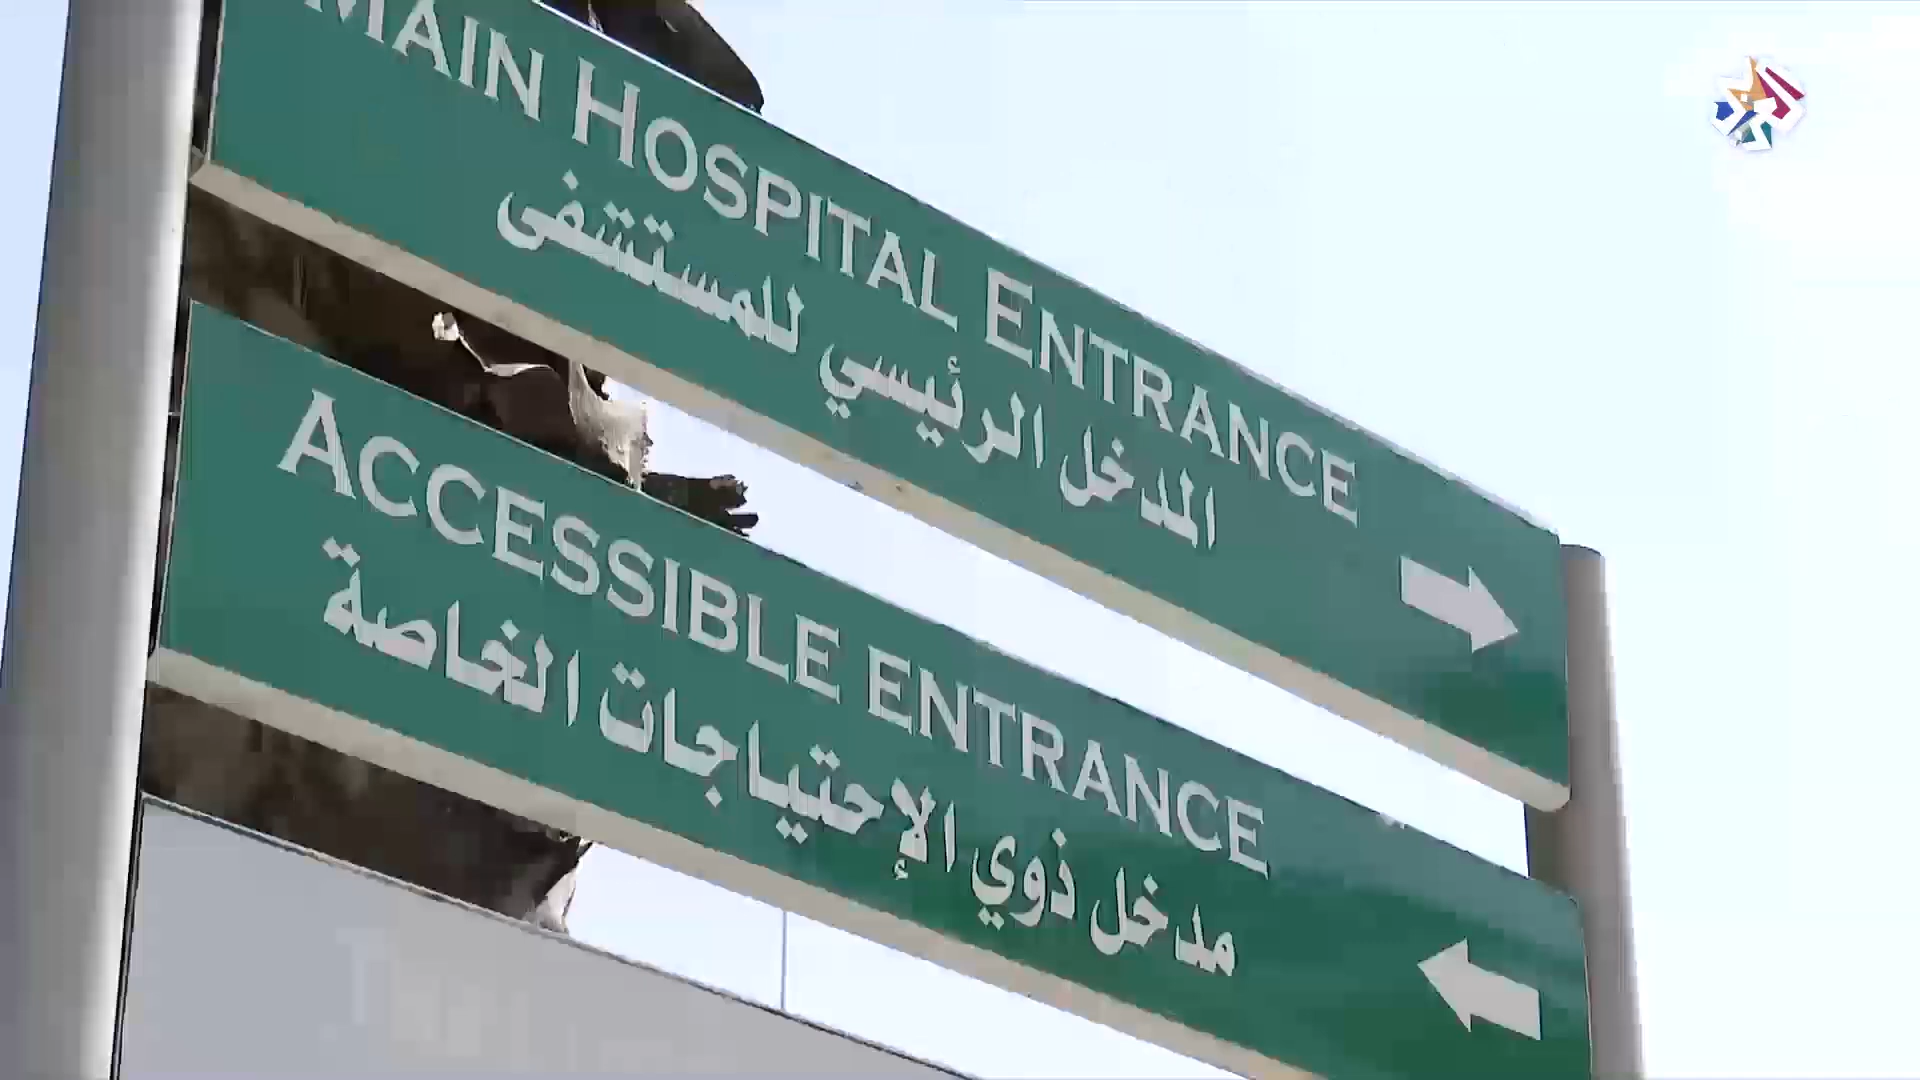 MAIN HOSPITAL ENTRANCE
المدخل الرئيسي للمستشفى
ACCESSIBLE ENTRANCE
مدخل ذوي الإحتياجات الخاصة